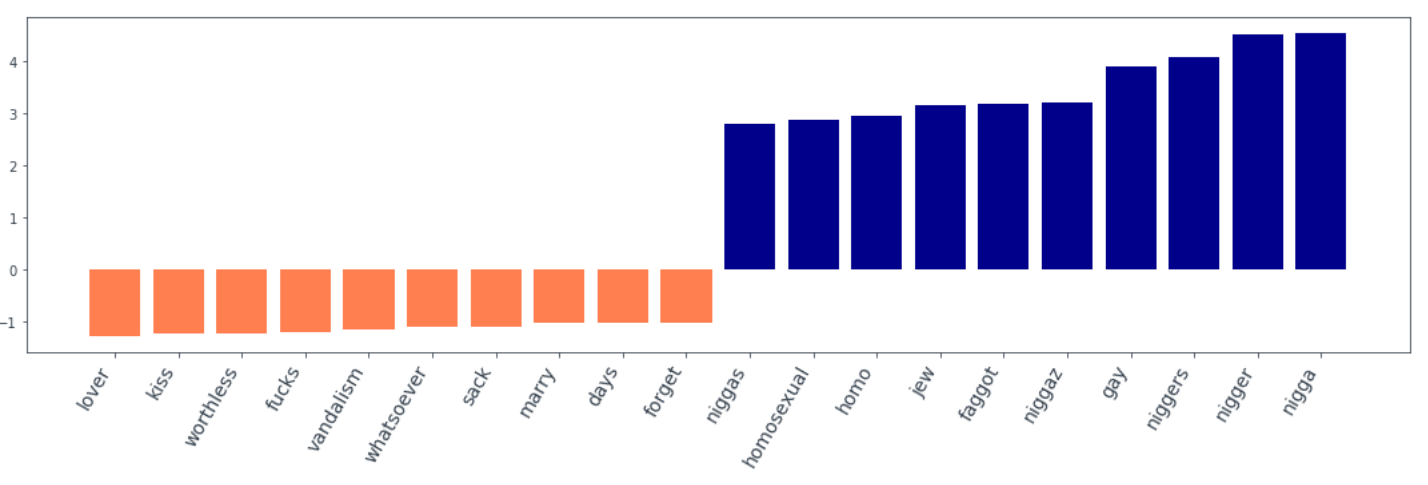 4
3
2
1
0
−1
lover
kiss
worthless
fucks
vandalism
whatsoever
sack
marry
days
forget
niggas
homosexual
homo
jew
faggot
niggaz
gay
niggers
nigger
nigga